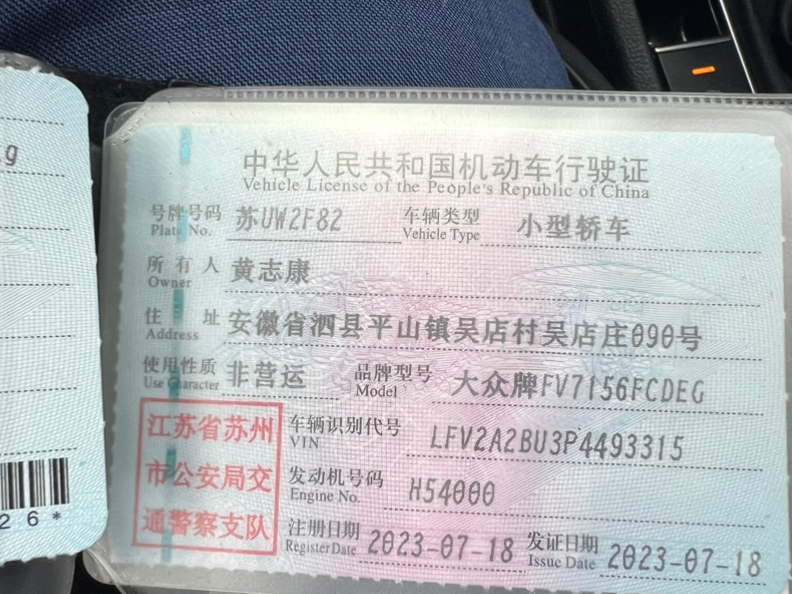 中华人民共和国机动车行驶证
Vehicle License of the People's Republic of China
号牌号码 苏UW2F82 车辆类型 小型轿车
Plate No. Vehicle Type
所有人 黄志康
Owner
住址 安徽省泗县平山镇吴店村吴店庄090号
Address
使用性质 非营运 品牌型号 大众牌FV7156FCDEG
Use Character Model
江苏省苏州
市公安局交
通警察支队
车辆识别代号 LFV2A2BU3P4493315
VIN
发动机号码 H54000
Engine No.
注册日期 2023-07-18 发证日期 2023-07-18
Register Date Issue Date
g
26*